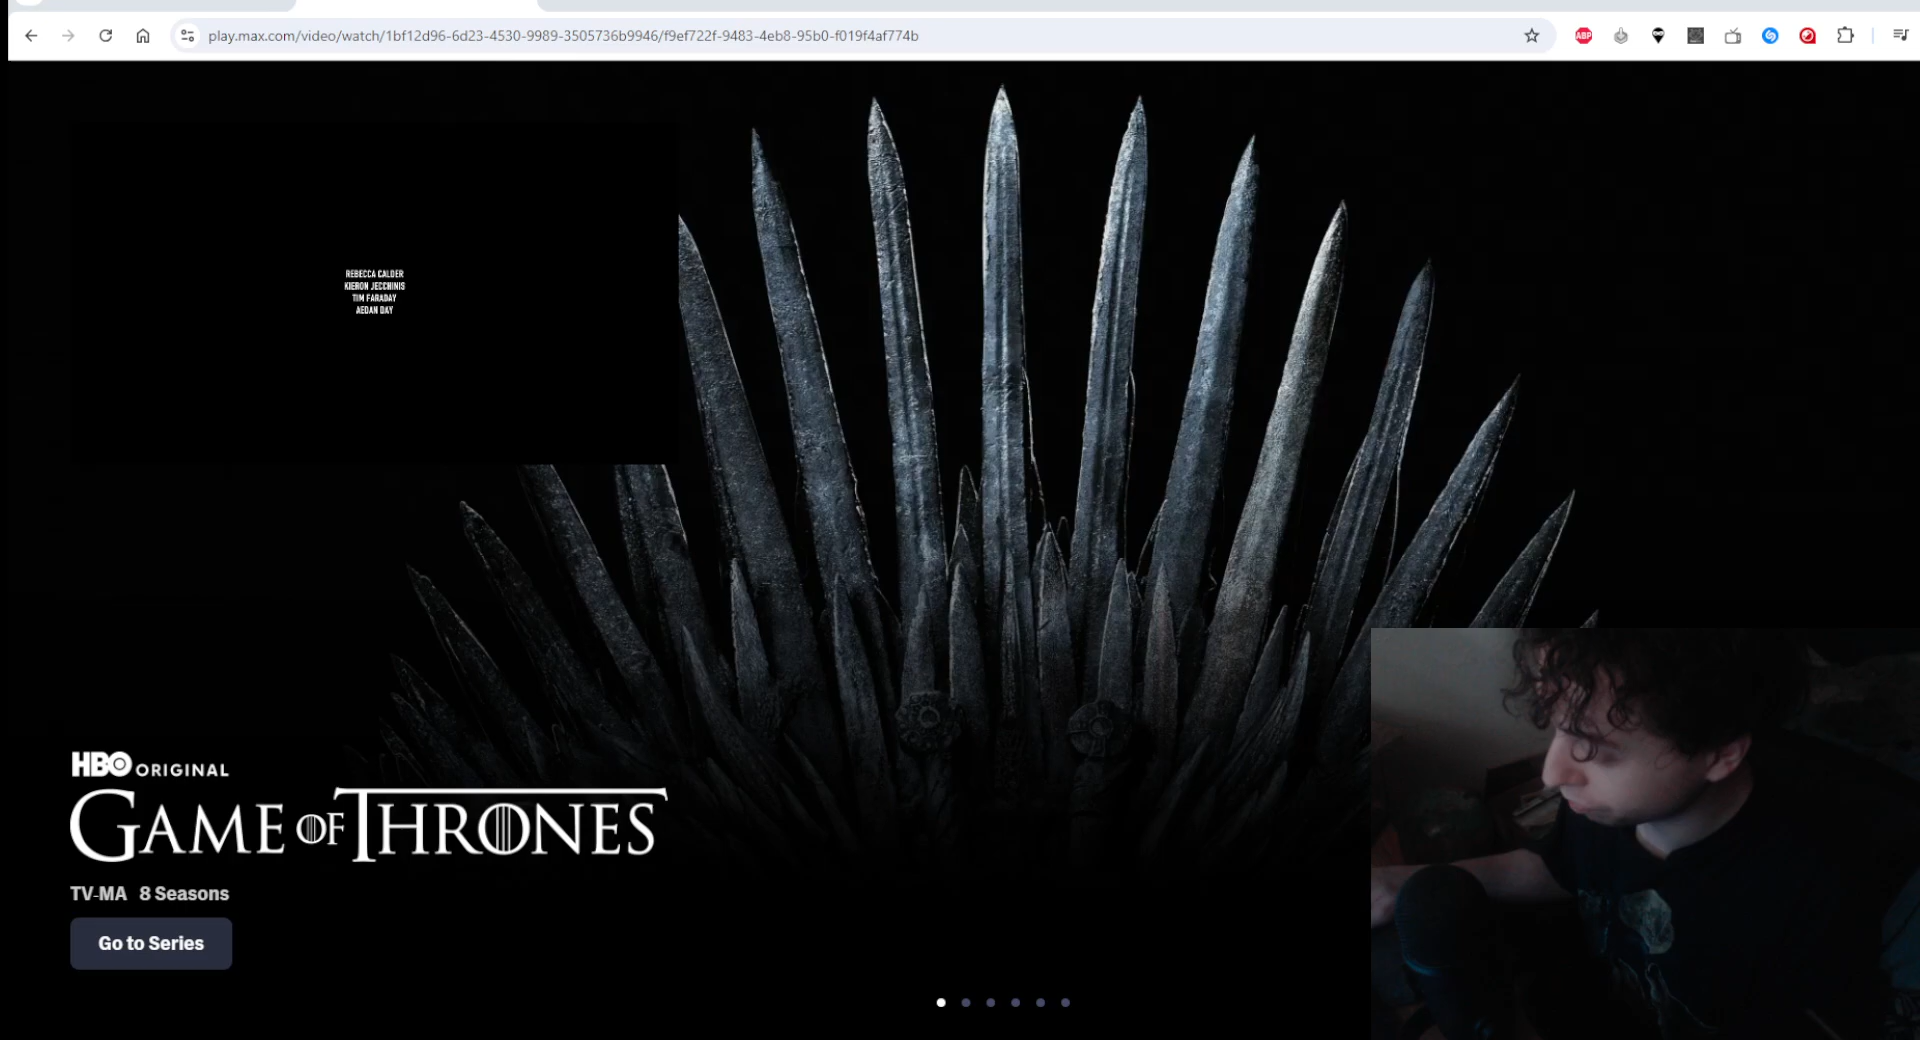 play.max.com/video/watch/1bf12d96-6d23-4530-9989-3505736b9946/f9ef722f-9483-4eb8-95b0-f019f4af774b
ABP
REBECCA CALDER
KIERON JECCHINIS
TIM FARADAY
AEDAN DAY
HBO ORIGINAL
GAME OF THRONES
TV-MA 8 Seasons
Go to Series